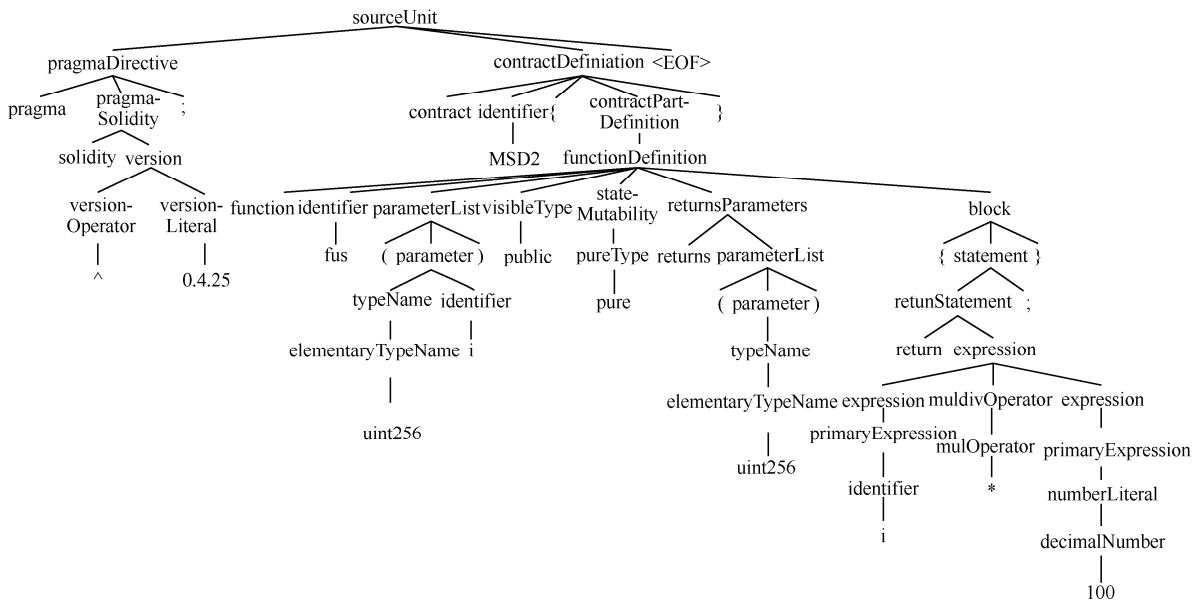 sourceUnit
pragmaDirective contractDefiniation <EOF>
pragma pragma- ; contract identifier { contractPart- }
Solidity Definition
solidity version MSD2 functionDefinition
version- version- function identifier parameterList visibleType state- returnsParameters block
Operator Literal Mutability
^ 0.4.25 fus ( parameter ) public pureType returns parameterList { statement }
typeName identifier pure ( parameter ) retunStatement ;
elementaryTypeName i typeName return expression
uint256 elementaryTypeName expression muldivOperator expression
primaryExpression mulOperator primaryExpression
uint256 identifier * numberLiteral
i decimalNumber
100